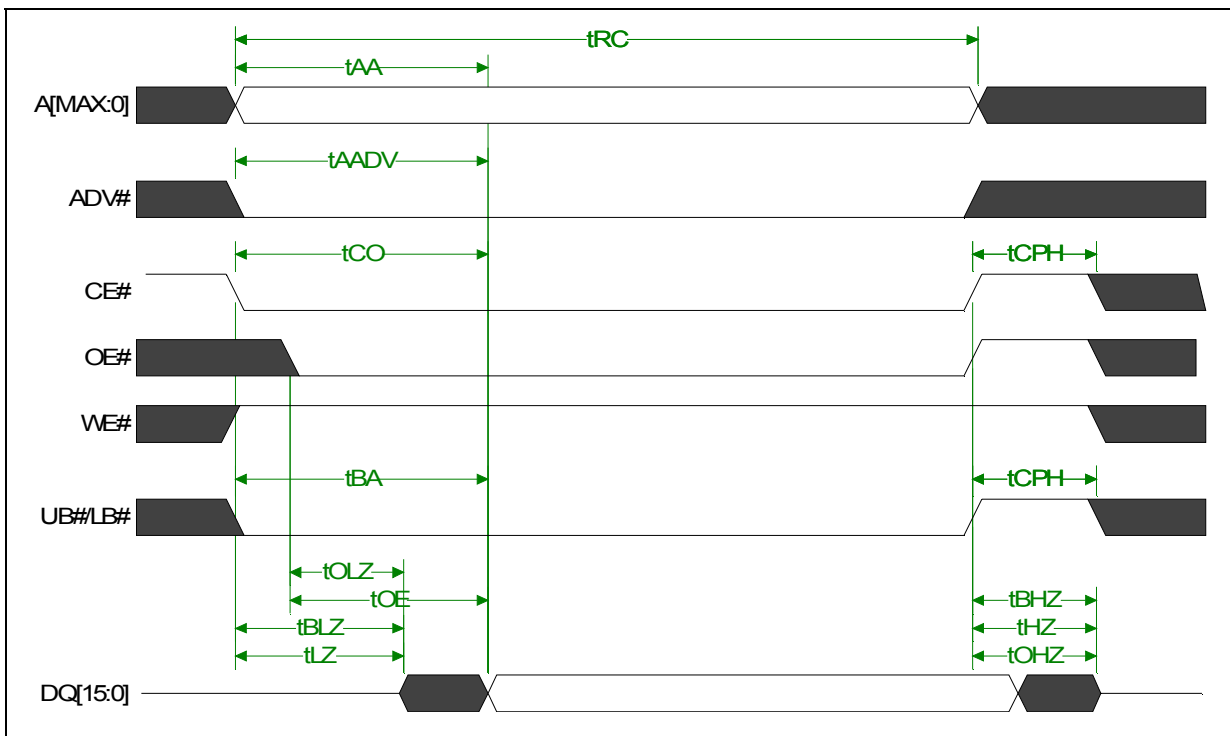 tRC
tAA
A[MAX:0]
tAADV
ADV#
tCO
tCPH
CE#
OE#
WE#
tBA
tCPH
UB#/LB#
tOLZ
tOE
tBHZ
tBLZ
tHZ
tLZ
tOHZ
DQ[15:0]